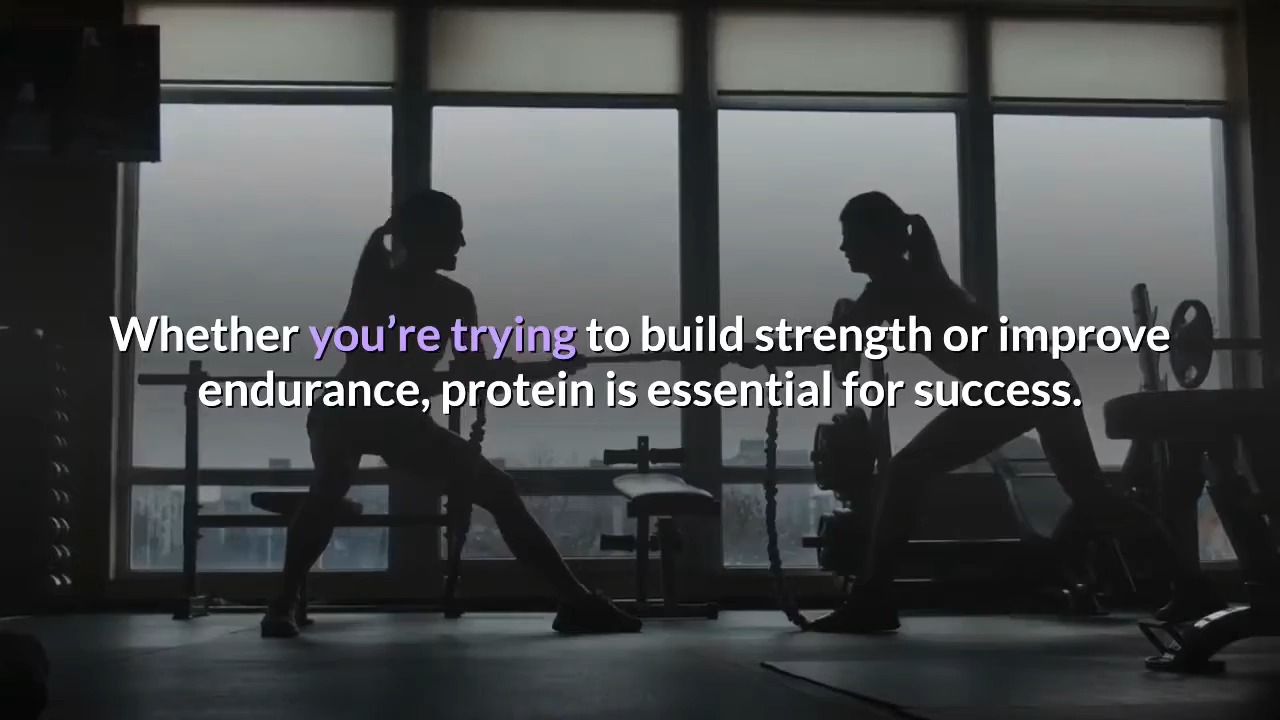 Whether you’re trying to build strength or improve
endurance, protein is essential for success.